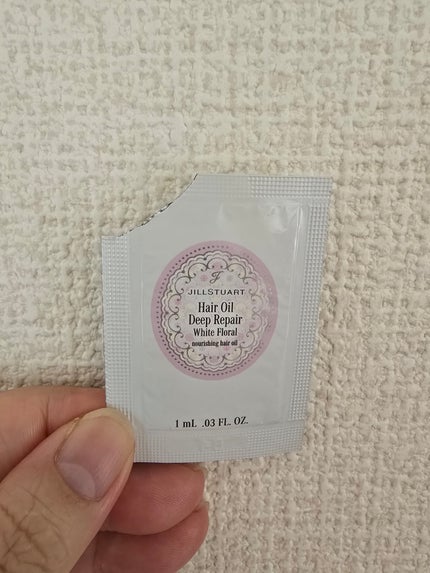 JILLSTUART
Hair Oil
Deep Repair
White Floral
nourishing hair oil
1 mL .03 FL. OZ.